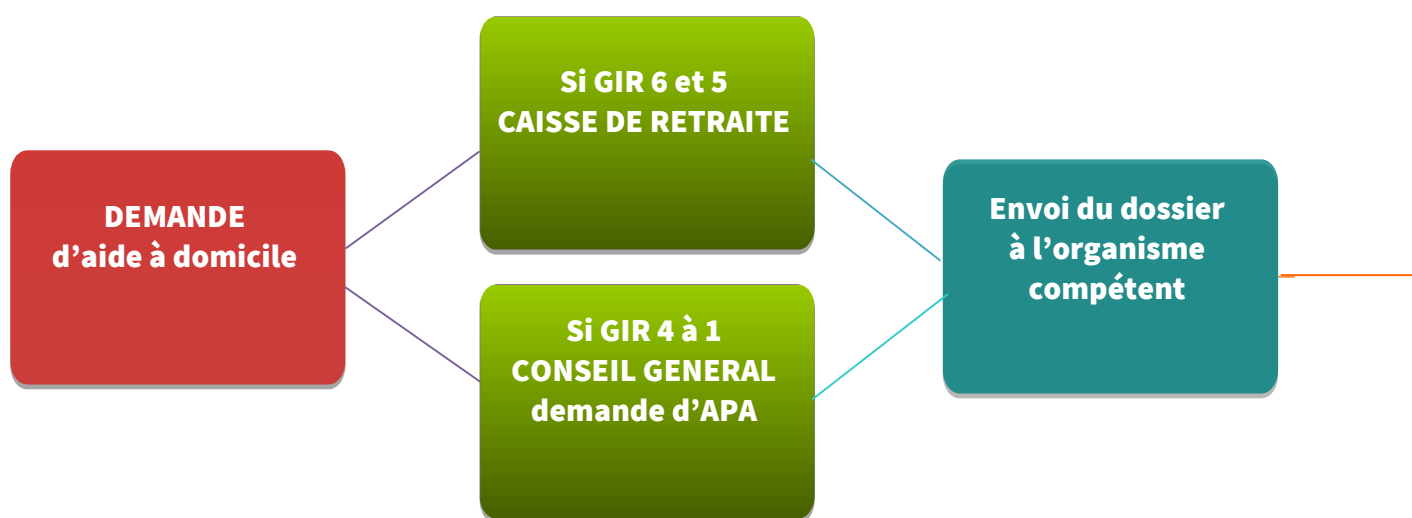 DEMANDE
d’aide à domicile
Si GIR 6 et 5
CAISSE DE RETRAITE
Si GIR 4 à 1
CONSEIL GENERAL
demande d’APA
Envoi du dossier
à l’organisme
compétent